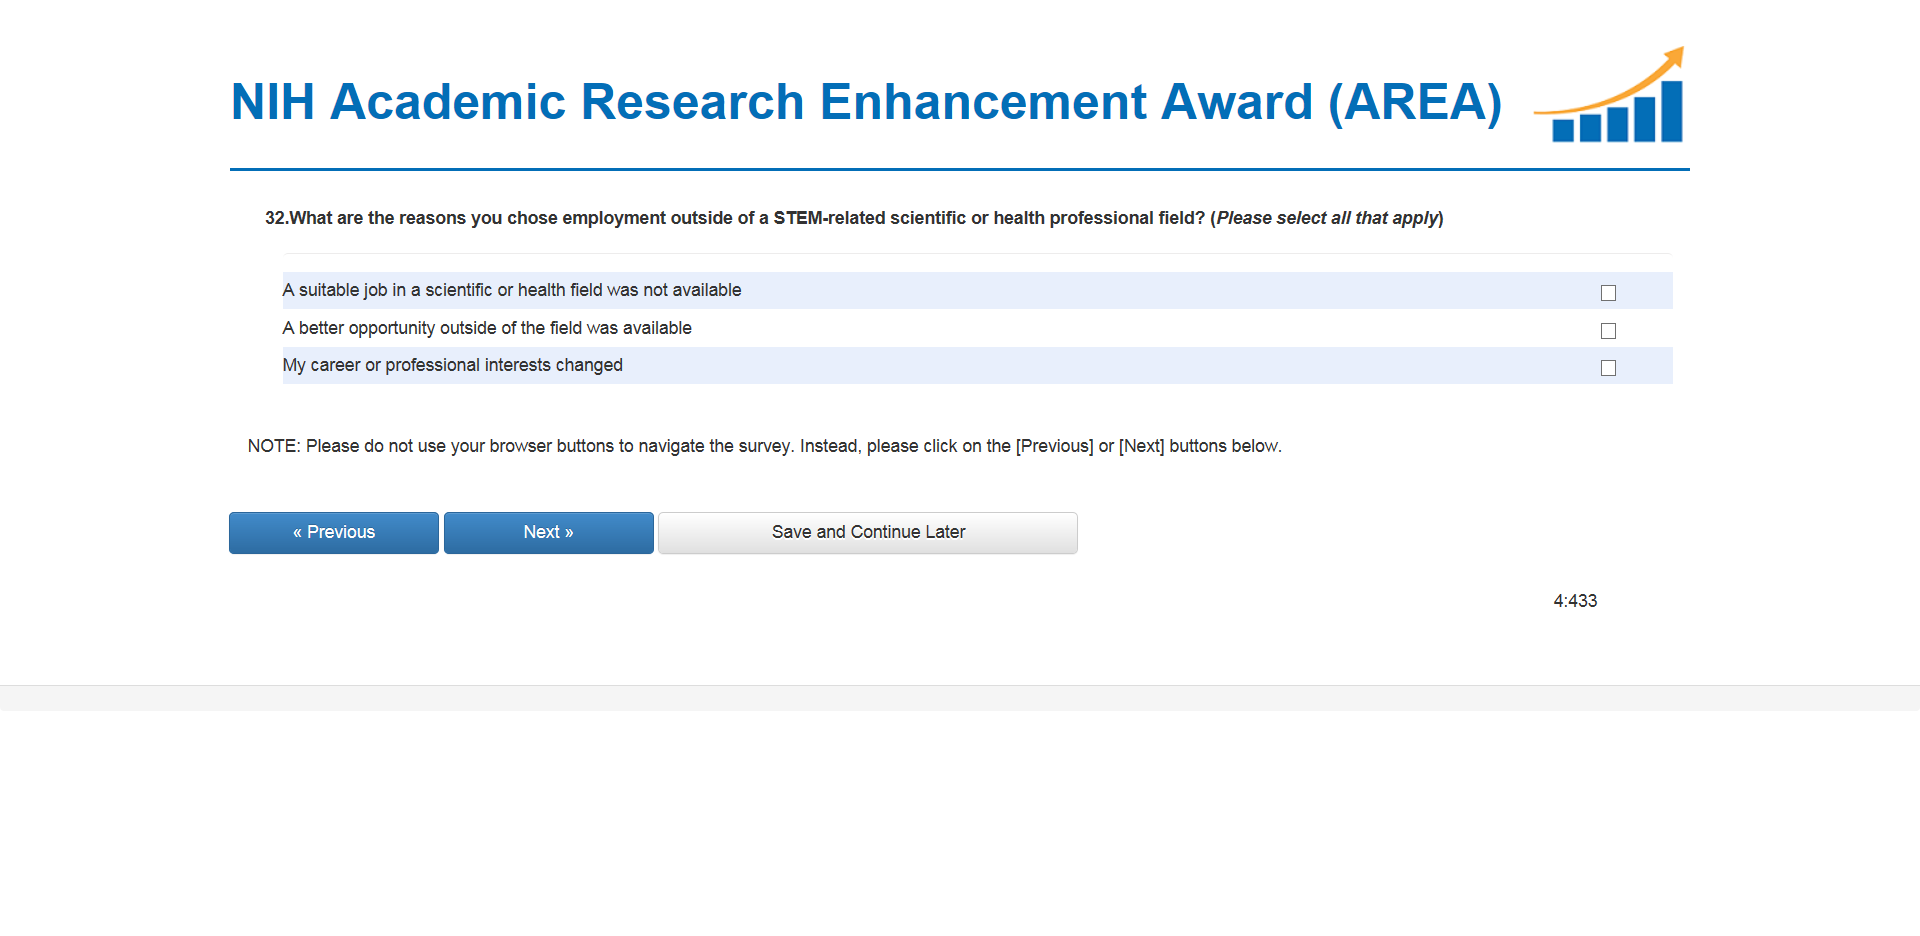 NIH Academic Research Enhancement Award (AREA)
32.What are the reasons you chose employment outside of a STEM-related scientific or health professional field? (Please select all that apply)
A suitable job in a scientific or health field was not available
A better opportunity outside of the field was available
My career or professional interests changed
NOTE: Please do not use your browser buttons to navigate the survey. Instead, please click on the [Previous] or [Next] buttons below.
« Previous Next » Save and Continue Later
4:433